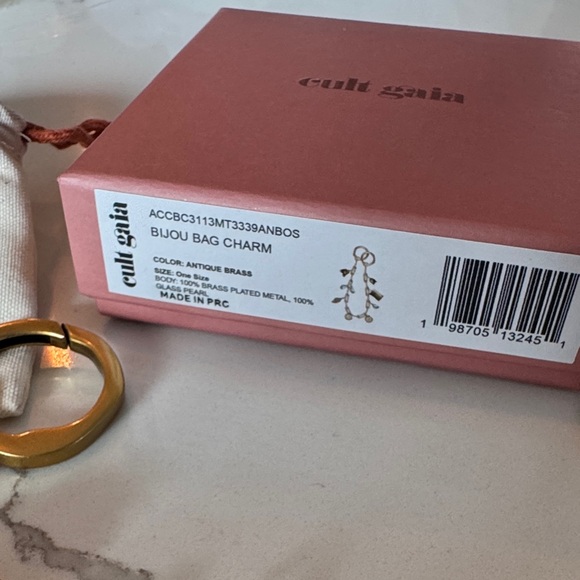 cult gaia
cult gaia
ACCBC3113MT3339ANBOS
BIJOU BAG CHARM
COLOR: ANTIQUE BRASS
SIZE: One Size
BODY: 100% BRASS PLATED METAL, 100%
GLASS PEARL
MADE IN PRC
1 98705 13245 1